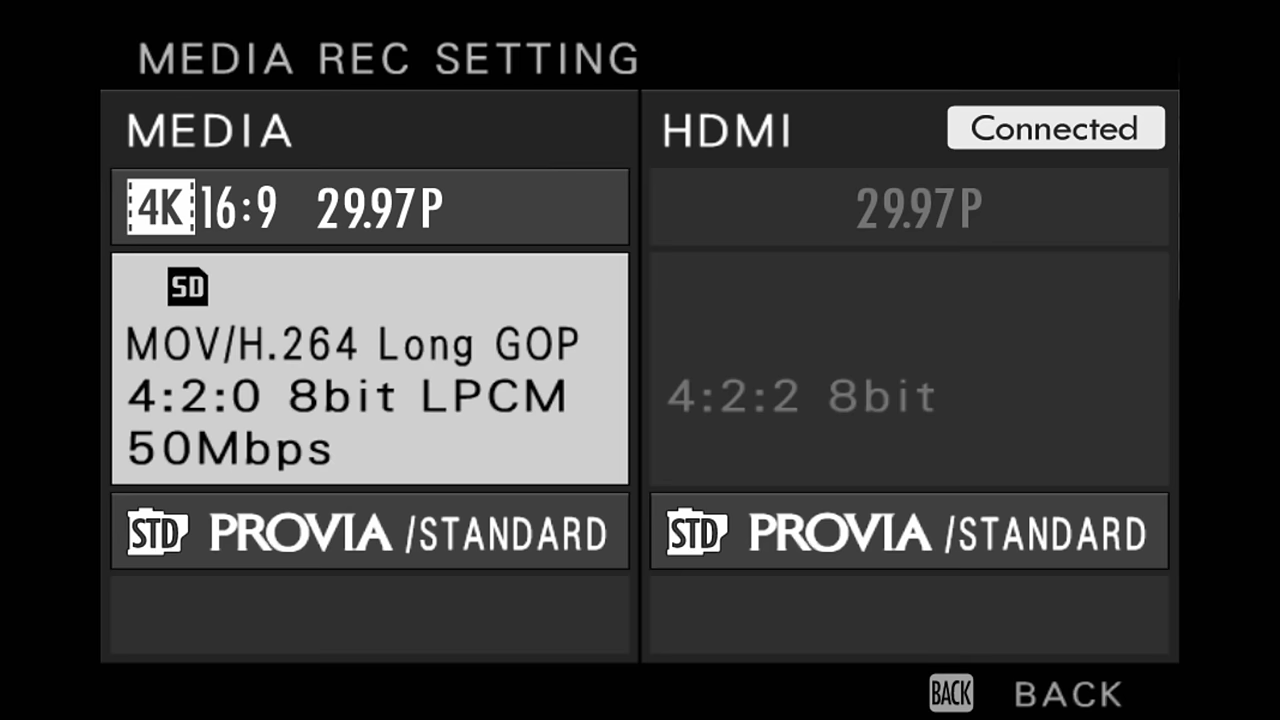 MEDIA REC SETTING
MEDIA
4K 16:9 29.97P
SD
MOV/H.264 Long GOP
4:2:0 8bit LPCM
50Mbps
STD PROVIA /STANDARD
HDMI Connected
29.97P
4:2:2 8bit
STD PROVIA /STANDARD
BACK BACK